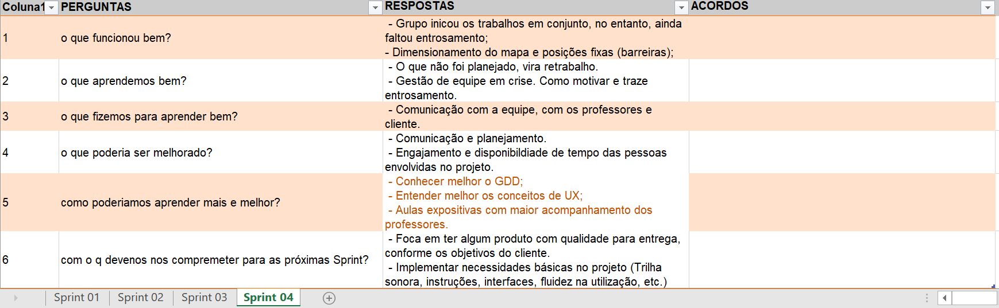 Coluna1 PERGUNTAS RESPOSTAS ACORDOS
1 o que funcionou bem?
- Grupo inicou os trabalhos em conjunto, no entanto, ainda
faltou entrosamento;
- Dimensionamento do mapa e posições fixas (barreiras);
2 o que aprendemos bem?
- O que não foi planejado, vira retrabalho.
- Gestão de equipe em crise. Como motivar e traze
entrosamento.
3 o que fizemos para aprender bem?
- Comunicação com a equipe, com os professores e
cliente.
4 o que poderia ser melhorado?
- Comunicação e planejamento.
- Engajamento e disponibildiade de tempo das pessoas
envolvidas no projeto.
5 como poderiamos aprender mais e melhor?
- Conhecer melhor o GDD;
- Entender melhor os conceitos de UX;
- Aulas expositivas com maior acompanhamento dos
professores.
6 com o q devenos nos compremeter para as próximas Sprint?
- Foca em ter algum produto com qualidade para entrega,
conforme os objetivos do cliente.
- Implementar necessidades básicas no projeto (Trilha
sonora, instruções, interfaces, fluidez na utilização, etc.)
Sprint 01 Sprint 02 Sprint 03 Sprint 04